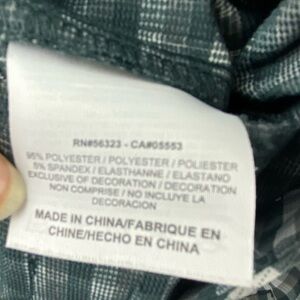 RN#56323 - CA#05553
95% POLYESTER / POLYESTER / POLIESTER
5% SPANDEX / ELASTHANNE / ELASTANO
EXCLUSIVE OF DECORATION / DECORATION
NON COMPRISE / NO INCLUYE LA
DECORACION
MADE IN CHINA/FABRIQUE EN
CHINE/HECHO EN CHINA